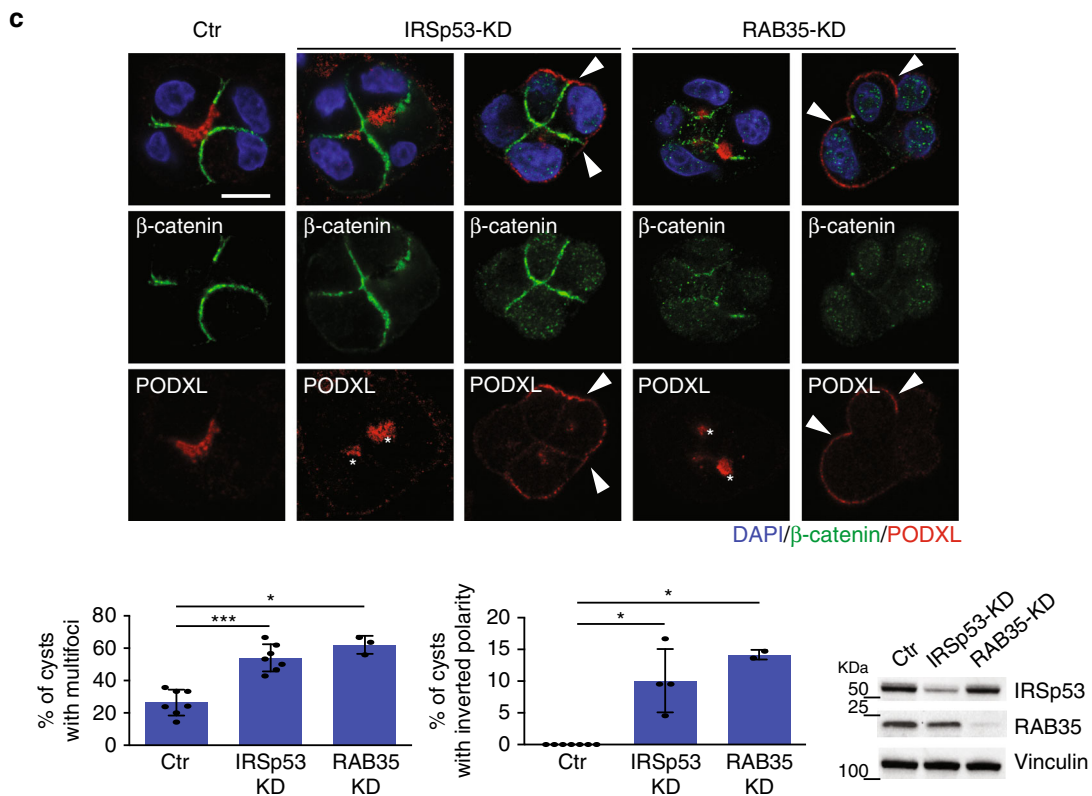 c
Ctr IRSp53-KD RAB35-KD
β-catenin β-catenin β-catenin β-catenin β-catenin
PODXL PODXL PODXL PODXL PODXL
* * * *
DAPI/β-catenin/PODXL
% of cysts
with multifoci
80
60
40
20
0
*
***
Ctr IRSp53 RAB35
KD KD
% of cysts
with inverted polarity
20
15
10
5
0
*
*
Ctr IRSp53 RAB35
KD KD
Ctr IRSp53-KD RAB35-KD
KDa
50 IRSp53
25
RAB35
Vinculin
100